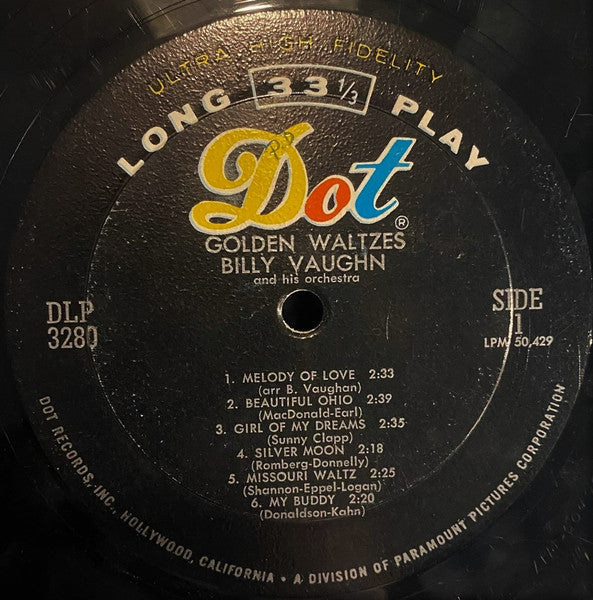 ULTRA HIGH FIDELITY
LONG 33 1/3 PLAY
Dot®
GOLDEN WALTZES
BILLY VAUGHN
and his orchestra
DLP
3280
SIDE
1
LPM 50,429
1. MELODY OF LOVE 2:33
(arr B. Vaughan)
2. BEAUTIFUL OHIO 2:39
(MacDonald-Earl)
3. GIRL OF MY DREAMS 2:35
(Sunny Clapp)
4. SILVER MOON 2:18
(Romberg-Donnelly)
5. MISSOURI WALTZ 2:25
(Shannon-Eppel-Logan)
6. MY BUDDY 2:20
(Donaldson-Kahn)
DOT RECORDS, INC., HOLLYWOOD, CALIFORNIA • A DIVISION OF PARAMOUNT PICTURES CORPORATION